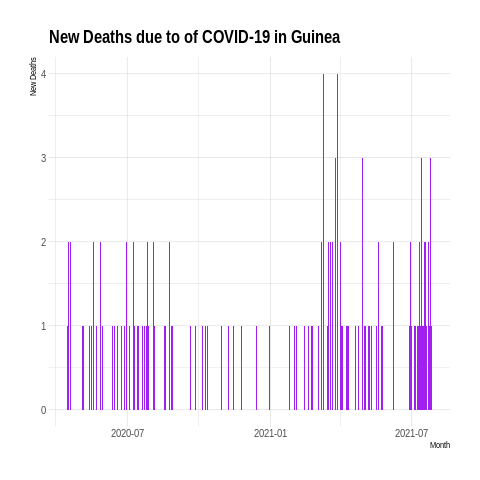 New Deaths due to of COVID-19 in Guinea
New Deaths
4
3
2
1
0
2020-07
2021-01
2021-07
Month